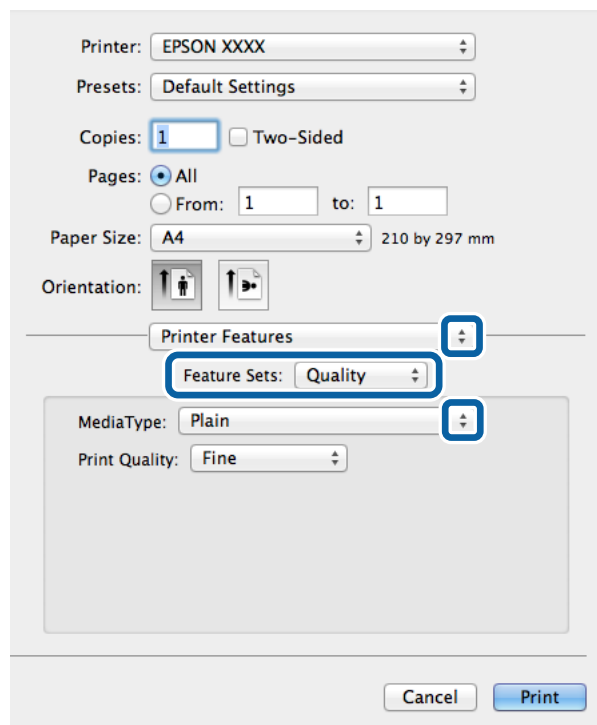 Printer: EPSON XXXX
Presets: Default Settings
Copies: 1 Two-Sided
Pages: All
From: 1 to: 1
Paper Size: A4 210 by 297 mm
Orientation:
Printer Features
Feature Sets: Quality
MediaType: Plain
Print Quality: Fine
Cancel Print